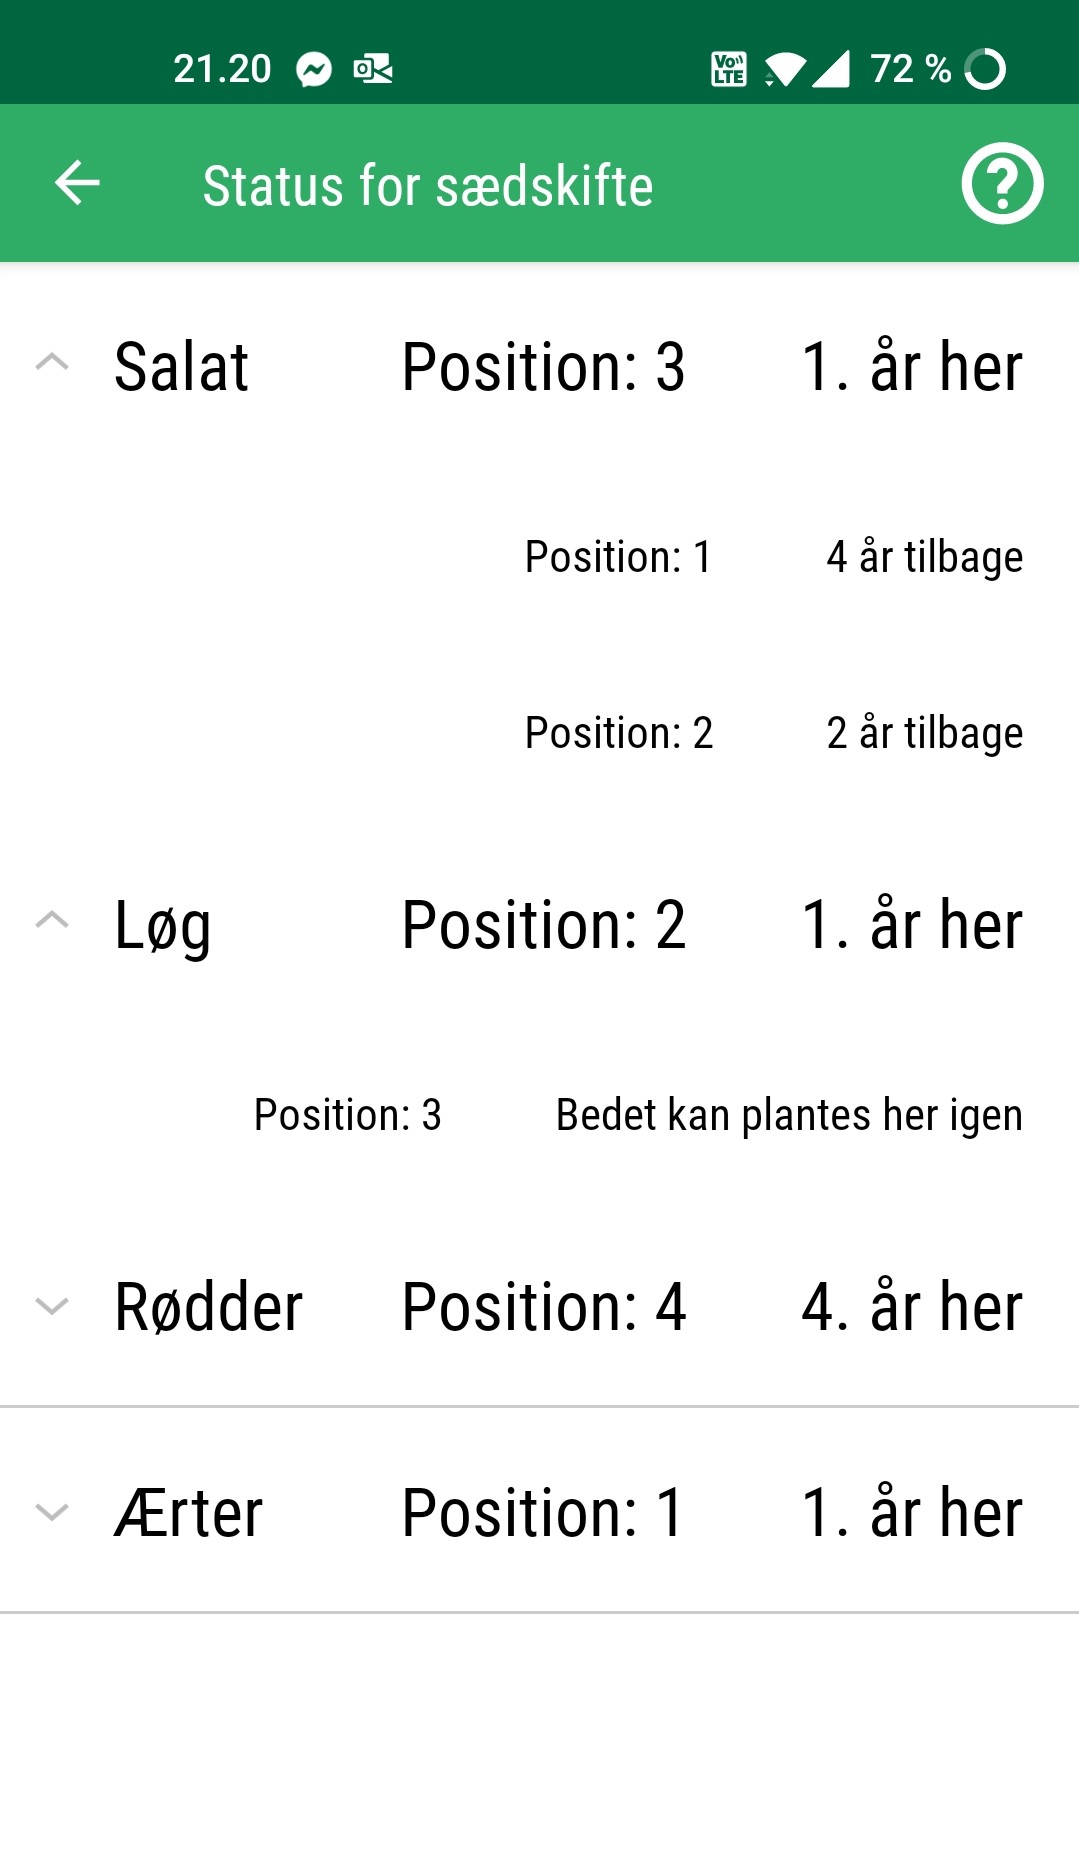 21.20 Vo)) LTE 72 %
Status for sædskifte
Salat Position: 3 1. år her
Position: 1 4 år tilbage
Position: 2 2 år tilbage
Løg Position: 2 1. år her
Position: 3 Bedet kan plantes her igen
Rødder Position: 4 4. år her
Ærter Position: 1 1. år her